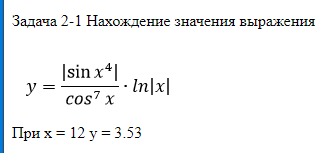 Задача 2-1 Нахождение значения выражения
y = |sin x⁴| / cos⁷ x · ln|x|
При x = 12 y = 3.53